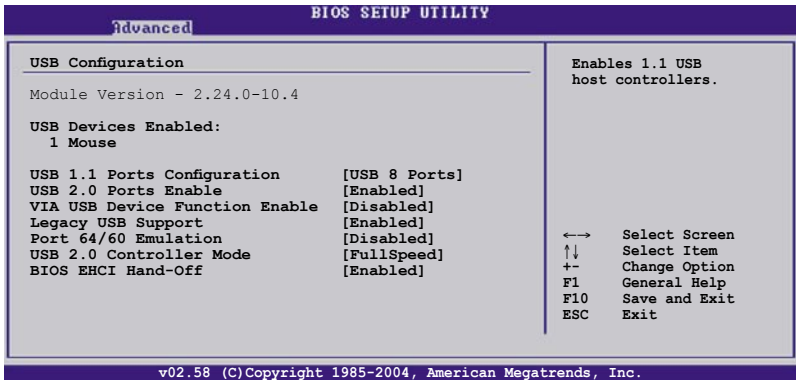 BIOS SETUP UTILITY
Advanced
USB Configuration
Module Version - 2.24.0-10.4
USB Devices Enabled:
1 Mouse
USB 1.1 Ports Configuration [USB 8 Ports]
USB 2.0 Ports Enable [Enabled]
VIA USB Device Function Enable [Disabled]
Legacy USB Support [Enabled]
Port 64/60 Emulation [Disabled]
USB 2.0 Controller Mode [FullSpeed]
BIOS EHCI Hand-Off [Enabled]
Enables 1.1 USB
host controllers.
←→ Select Screen
↑↓ Select Item
+- Change Option
F1 General Help
F10 Save and Exit
ESC Exit
v02.58 (C)Copyright 1985-2004, American Megatrends, Inc.